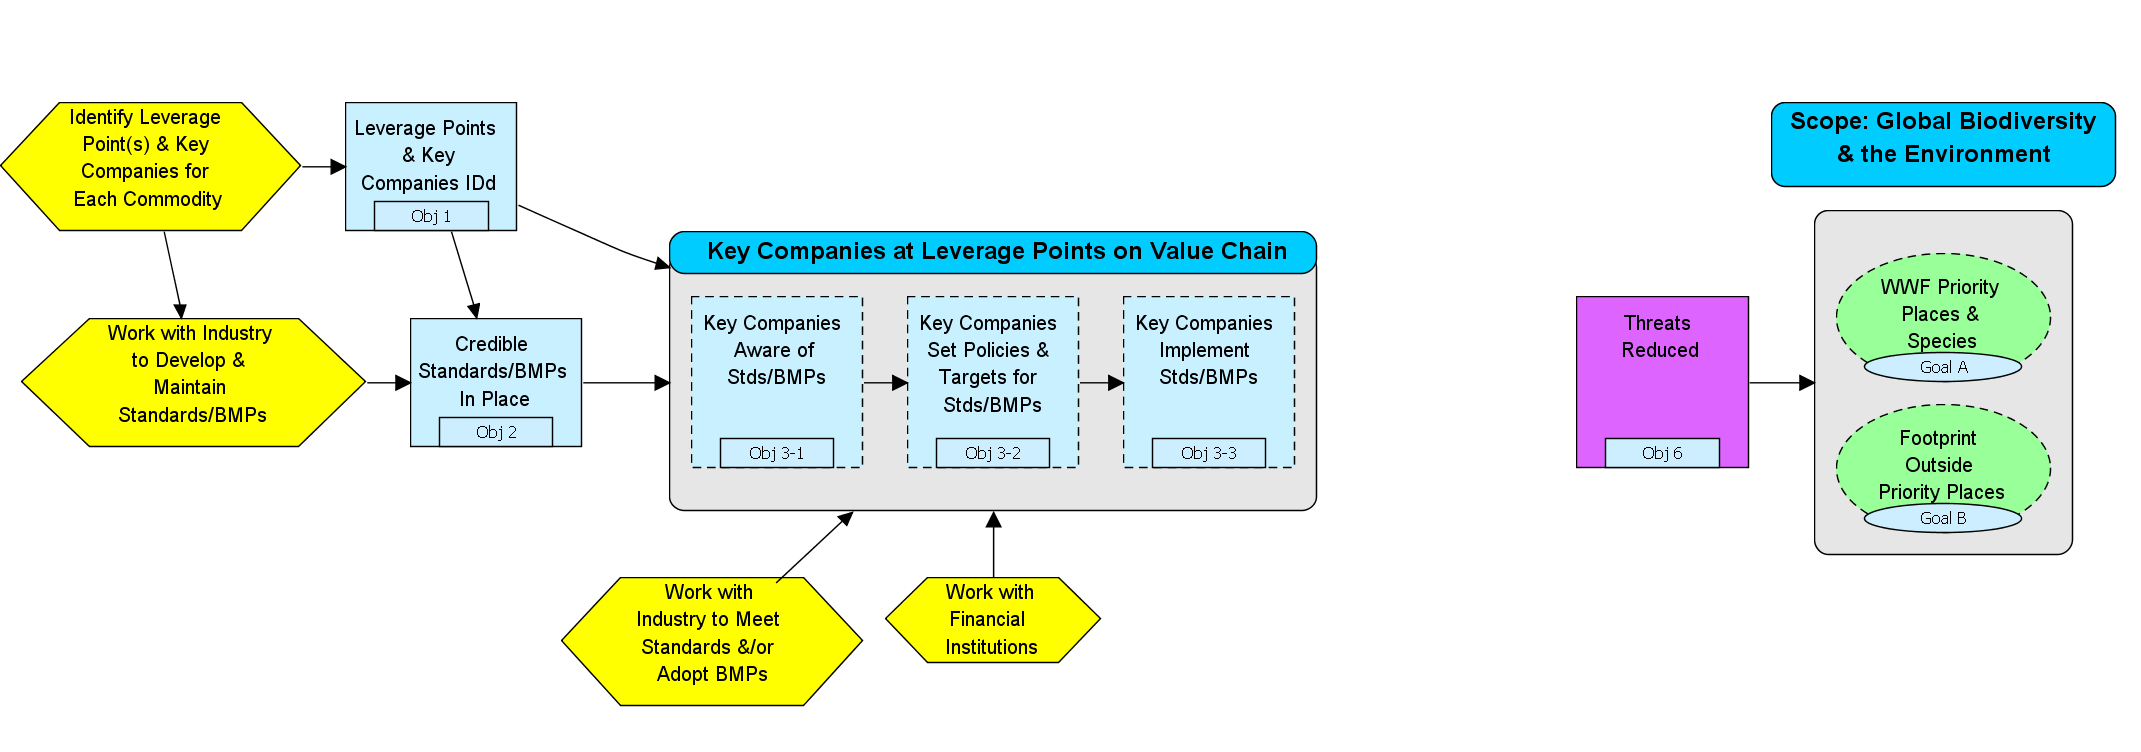 Identify Leverage
Point(s) & Key
Companies for
Each Commodity
Leverage Points
& Key
Companies IDd
Obj 1
Work with Industry
to Develop &
Maintain
Standards/BMPs
Credible
Standards/BMPs
In Place
Obj 2
Key Companies at Leverage Points on Value Chain
Key Companies
Aware of
Stds/BMPs
Obj 3-1
Key Companies
Set Policies &
Targets for
Stds/BMPs
Obj 3-2
Key Companies
Implement
Stds/BMPs
Obj 3-3
Work with
Industry to Meet
Standards &/or
Adopt BMPs
Work with
Financial
Institutions
Threats
Reduced
Obj 6
Scope: Global Biodiversity
& the Environment
WWF Priority
Places &
Species
Goal A
Footprint
Outside
Priority Places
Goal B